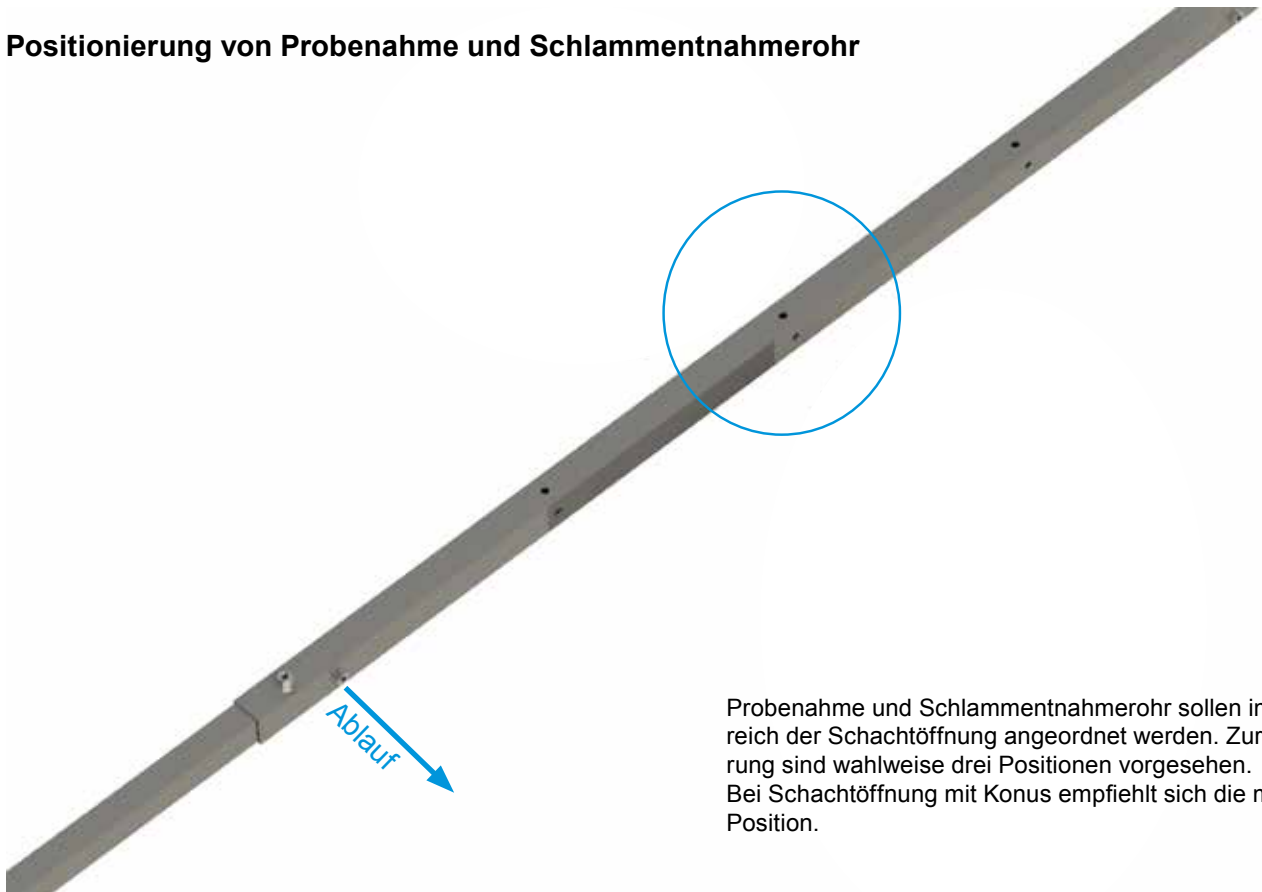 Positionierung von Probenahme und Schlammentnahmerohr
Ablauf
Probenahme und Schlammentnahmerohr sollen
reich der Schachtöffnung angeordnet werden. Zur
rung sind wahlweise drei Positionen vorgesehen.
Bei Schachtöffnung mit Konus empfiehlt sich die
Position.